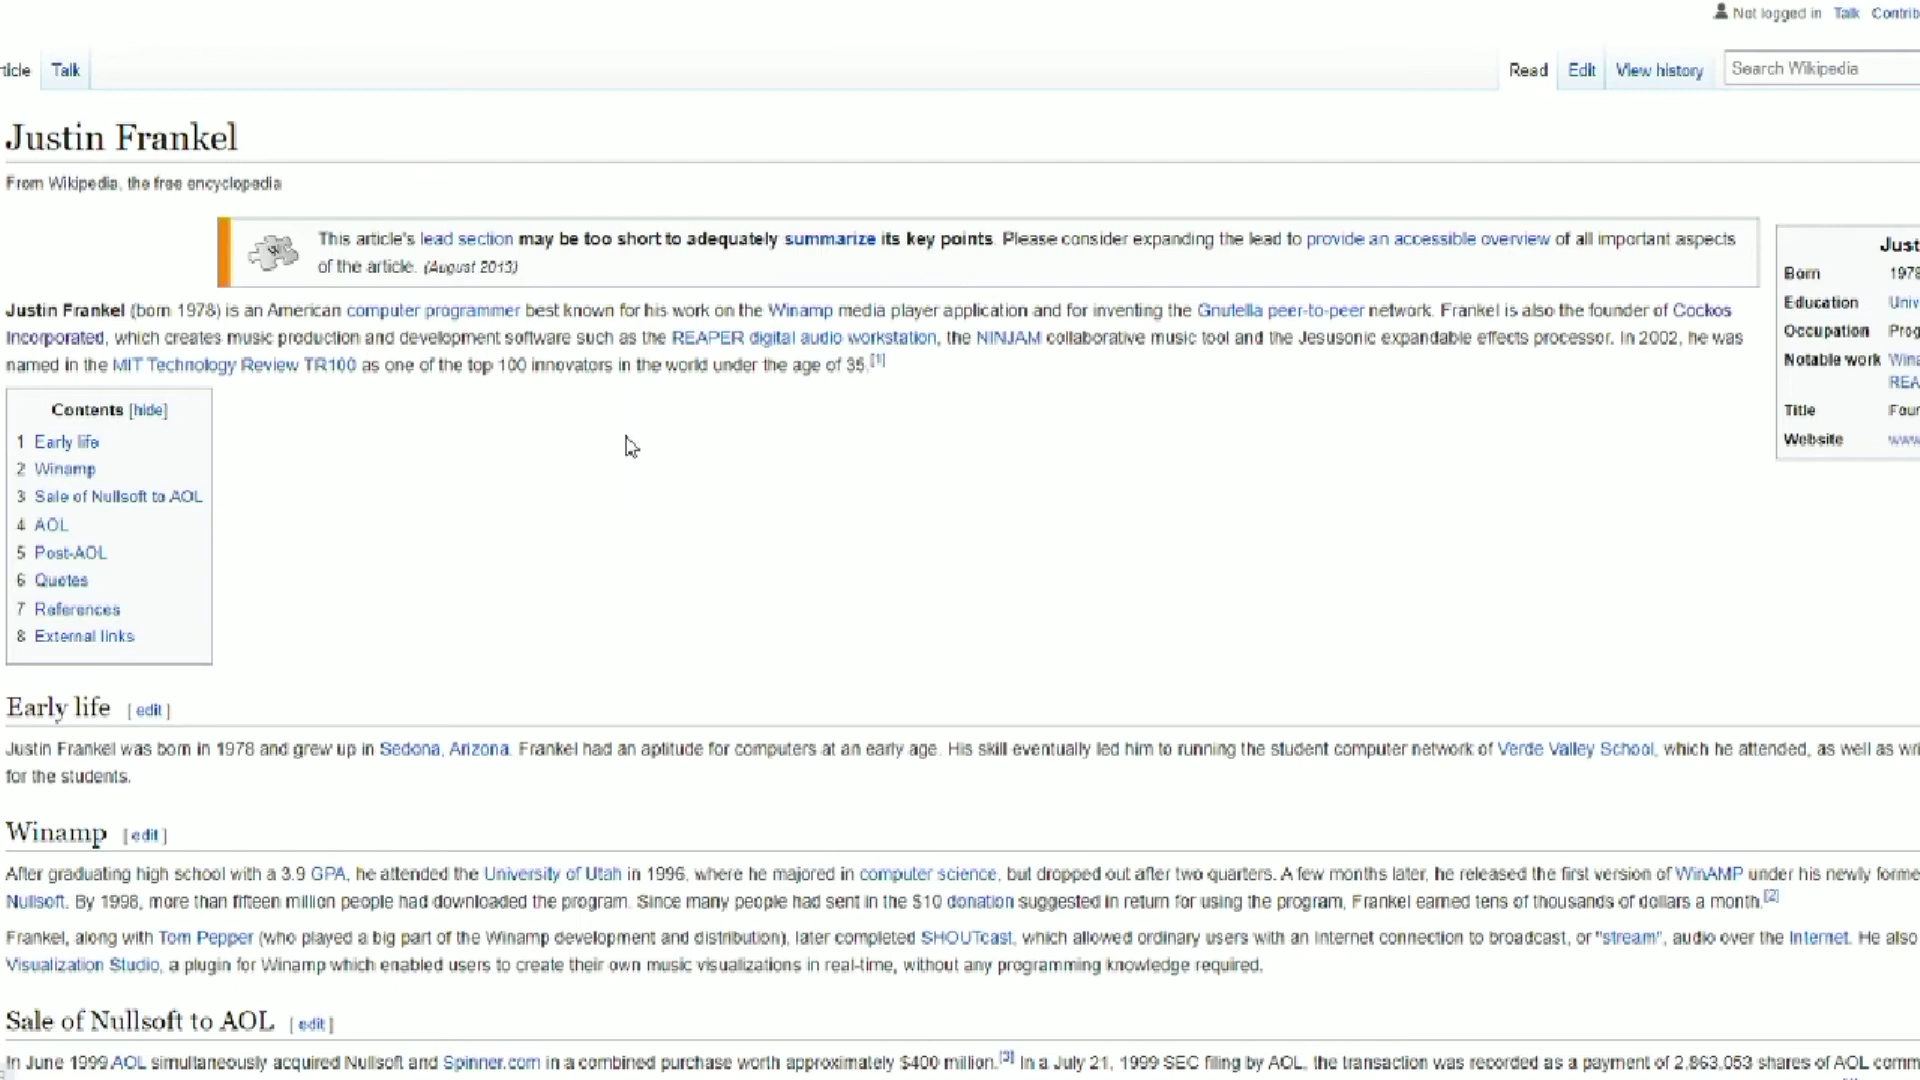 Not logged in Talk Contrib
ticle Talk Read Edit View history Search Wikipedia
Justin Frankel
From Wikipedia, the free encyclopedia
This article's lead section may be too short to adequately summarize its key points. Please consider expanding the lead to provide an accessible overview of all important aspects
of the article. (August 2013)
Justin Frankel (born 1978) is an American computer programmer best known for his work on the Winamp media player application and for inventing the Gnutella peer-to-peer network. Frankel is also the founder of Cockos
Incorporated, which creates music production and development software such as the REAPER digital audio workstation, the NINJAM collaborative music tool and the Jesusonic expandable effects processor. In 2002, he was
named in the MIT Technology Review TR100 as one of the top 100 innovators in the world under the age of 35.[1]
Just
Born 1978
Education Univ
Occupation Prog
Notable work Wina
REA
Title Four
Website www
Contents [hide]
1 Early life
2 Winamp
3 Sale of Nullsoft to AOL
4 AOL
5 Post-AOL
6 Quotes
7 References
8 External links
Early life [ edit ]
Justin Frankel was born in 1978 and grew up in Sedona, Arizona. Frankel had an aptitude for computers at an early age. His skill eventually led him to running the student computer network of Verde Valley School, which he attended, as well as wri
for the students.
Winamp [ edit ]
After graduating high school with a 3.9 GPA, he attended the University of Utah in 1996, where he majored in computer science, but dropped out after two quarters. A few months later, he released the first version of WinAMP under his newly forme
Nullsoft. By 1998, more than fifteen million people had downloaded the program. Since many people had sent in the $10 donation suggested in return for using the program, Frankel earned tens of thousands of dollars a month.[2]
Frankel, along with Tom Pepper (who played a big part of the Winamp development and distribution), later completed SHOUTcast, which allowed ordinary users with an Internet connection to broadcast, or "stream", audio over the Internet. He also
Visualization Studio, a plugin for Winamp which enabled users to create their own music visualizations in real-time, without any programming knowledge required.
Sale of Nullsoft to AOL [ edit ]
In June 1999 AOL simultaneously acquired Nullsoft and Spinner.com in a combined purchase worth approximately $400 million.[3] In a July 21, 1999 SEC filing by AOL, the transaction was recorded as a payment of 2,863,053 shares of AOL comm